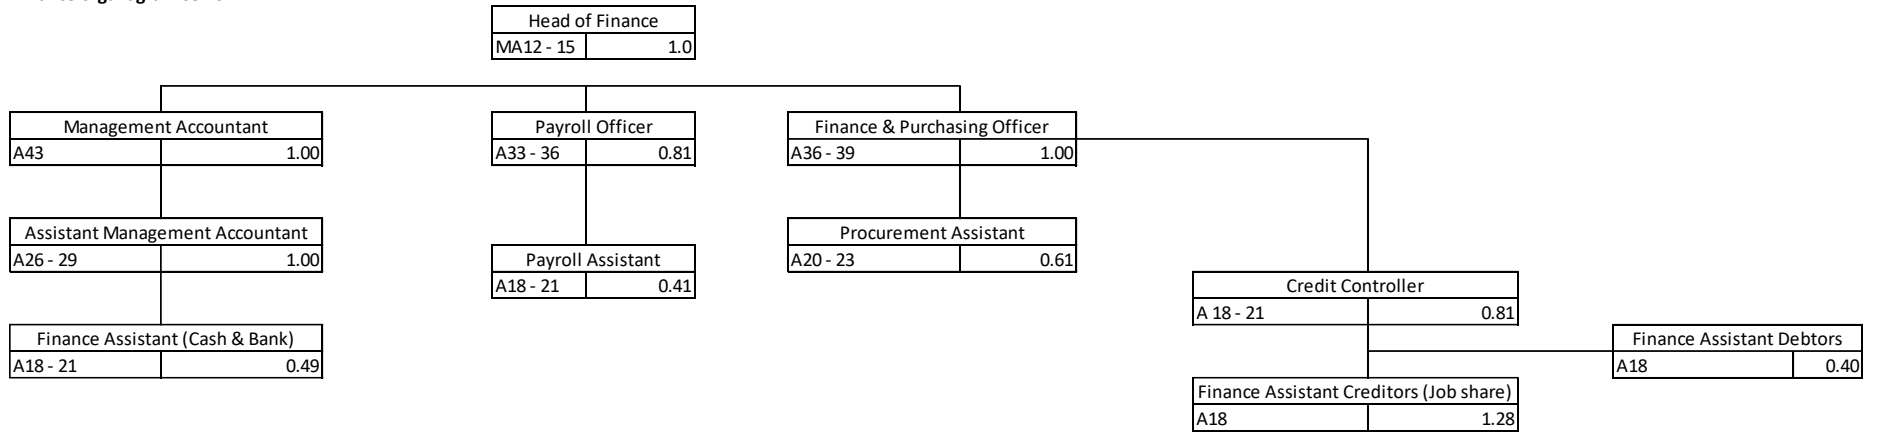 Head of Finance
MA12 - 15 1.0
Management Accountant
A43 1.00
Payroll Officer
A33 - 36 0.81
Finance & Purchasing Officer
A36 - 39 1.00
Assistant Management Accountant
A26 - 29 1.00
Payroll Assistant
A18 - 21 0.41
Procurement Assistant
A20 - 23 0.61
Credit Controller
A 18 - 21 0.81
Finance Assistant (Cash & Bank)
A18 - 21 0.49
Finance Assistant Debtors
A18 0.40
Finance Assistant Creditors (Job share)
A18 1.28